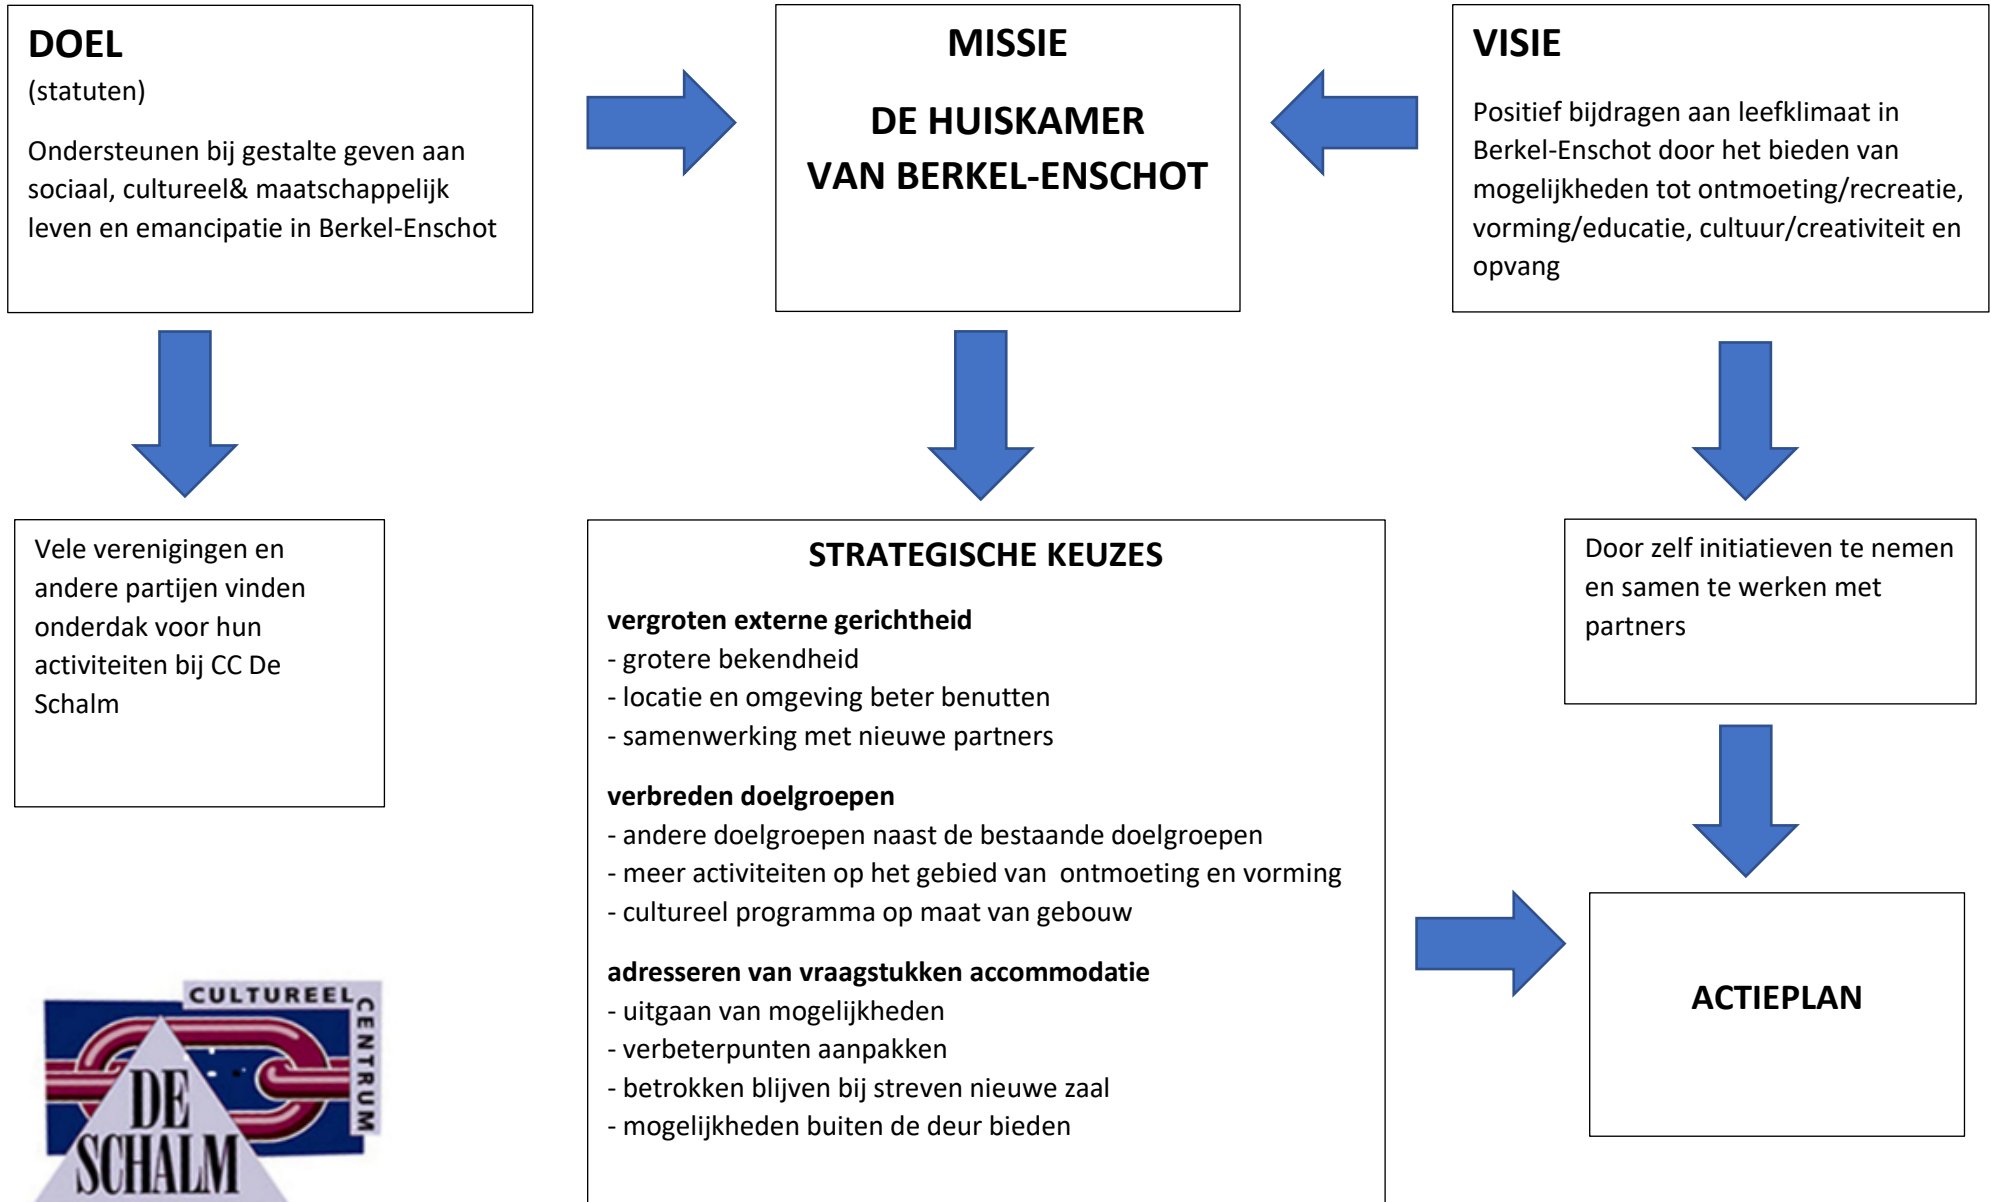 DOEL
(statuten)
Ondersteunen bij gestalte geven aan
sociaal, cultureel& maatschappelijk
leven en emancipatie in Berkel-Enschot
MISSIE
DE HUISKAMER
VAN BERKEL-ENSCHOT
VISIE
Positief bijdragen aan leefklimaat in
Berkel-Enschot door het bieden van
mogelijkheden tot ontmoeting/recreatie,
vorming/educatie, cultuur/creativiteit en
opvang
Vele verenigingen en
andere partijen vinden
onderdak voor hun
activiteiten bij CC De
Schalm
STRATEGISCHE KEUZES
vergroten externe gerichtheid
- grotere bekendheid
- locatie en omgeving beter benutten
- samenwerking met nieuwe partners
verbreden doelgroepen
- andere doelgroepen naast de bestaande doelgroepen
- meer activiteiten op het gebied van  ontmoeting en vorming
- cultureel programma op maat van gebouw
adresseren van vraagstukken accommodatie
- uitgaan van mogelijkheden
- verbeterpunten aanpakken
- betrokken blijven bij streven nieuwe zaal
- mogelijkheden buiten de deur bieden
Door zelf initiatieven te nemen
en samen te werken met
partners
ACTIEPLAN
CULTUREEL
CENTRUM
DE
SCHALM